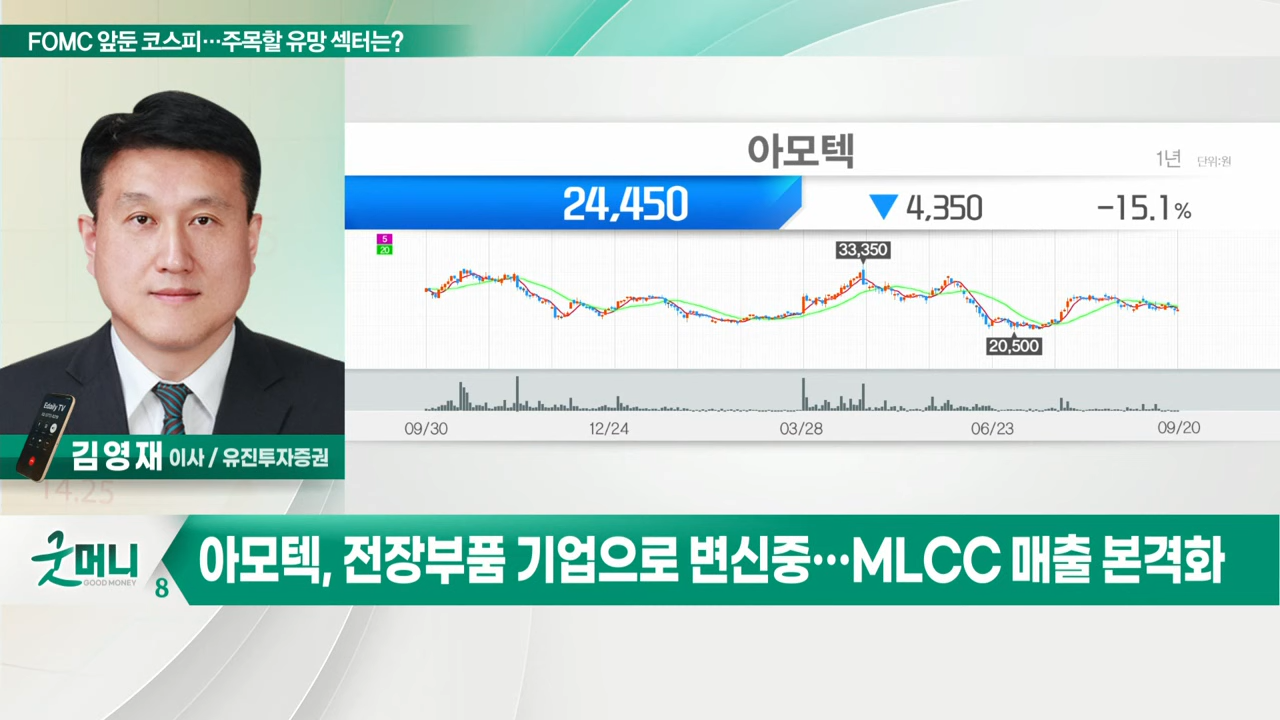 FOMC 앞둔 코스피…주목할 유망 섹터는?
아모텍
1년 단위:원
24,450 ▼ 4,350 -15.1%
5
20
33,350
20,500
09/30 12/24 03/28 06/23 09/20
Edaily TV
김영재 이사 / 유진투자증권
14.25
굿머니
GOOD MONEY
8
아모텍, 전장부품 기업으로 변신중…MLCC 매출 본격화